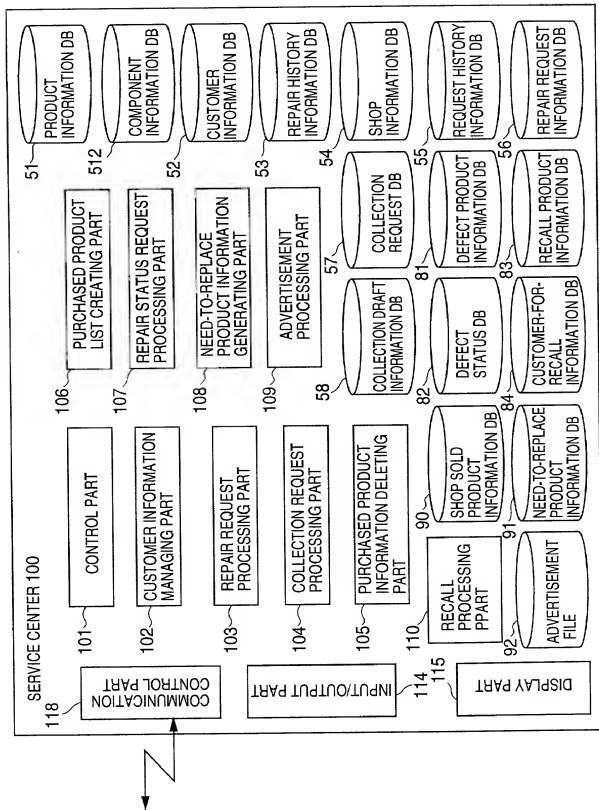 SERVICE CENTER 100
118
COMMUNICATION
CONTROL PART
INPUT/OUTPUT PART
114
115
DISPLAY PART
101
CONTROL PART
102
CUSTOMER INFORMATION
MANAGING PART
103
REPAIR REQUEST
PROCESSING PART
104
COLLECTION REQUEST
PROCESSING PART
105
PURCHASED PRODUCT
INFORMATION DELETING
PART
110
RECALL
PROCESSING
PPART
92
ADVERTISEMENT
FILE
106
PURCHASED PRODUCT
LIST CREATING PART
107
REPAIR STATUS REQUEST
PROCESSING PART
108
NEED-TO-REPLACE
PRODUCT INFORMATION
GENERATING PART
109
ADVERTISEMENT
PROCESSING PART
58
COLLECTION DRAFT
INFORMATION DB
57
COLLECTION
REQUEST DB
90
SHOP SOLD
PRODUCT
INFORMATION DB
82
DEFECT
STATUS DB
81
DEFECT PRODUCT
INFORMATION DB
91
NEED-TO-REPLACE
PRODUCT
INFORMATION DB
84
CUSTOMER-FOR-
RECALL
INFORMATION DB
83
RECALL PRODUCT
INFORMATION DB
51
PRODUCT
INFORMATION DB
512
COMPONENT
INFORMATION DB
52
CUSTOMER
INFORMATION DB
53
REPAIR HISTORY
INFORMATION DB
54
SHOP
INFORMATION DB
55
REQUEST HISTORY
INFORMATION DB
56
REPAIR REQUEST
INFORMATION DB